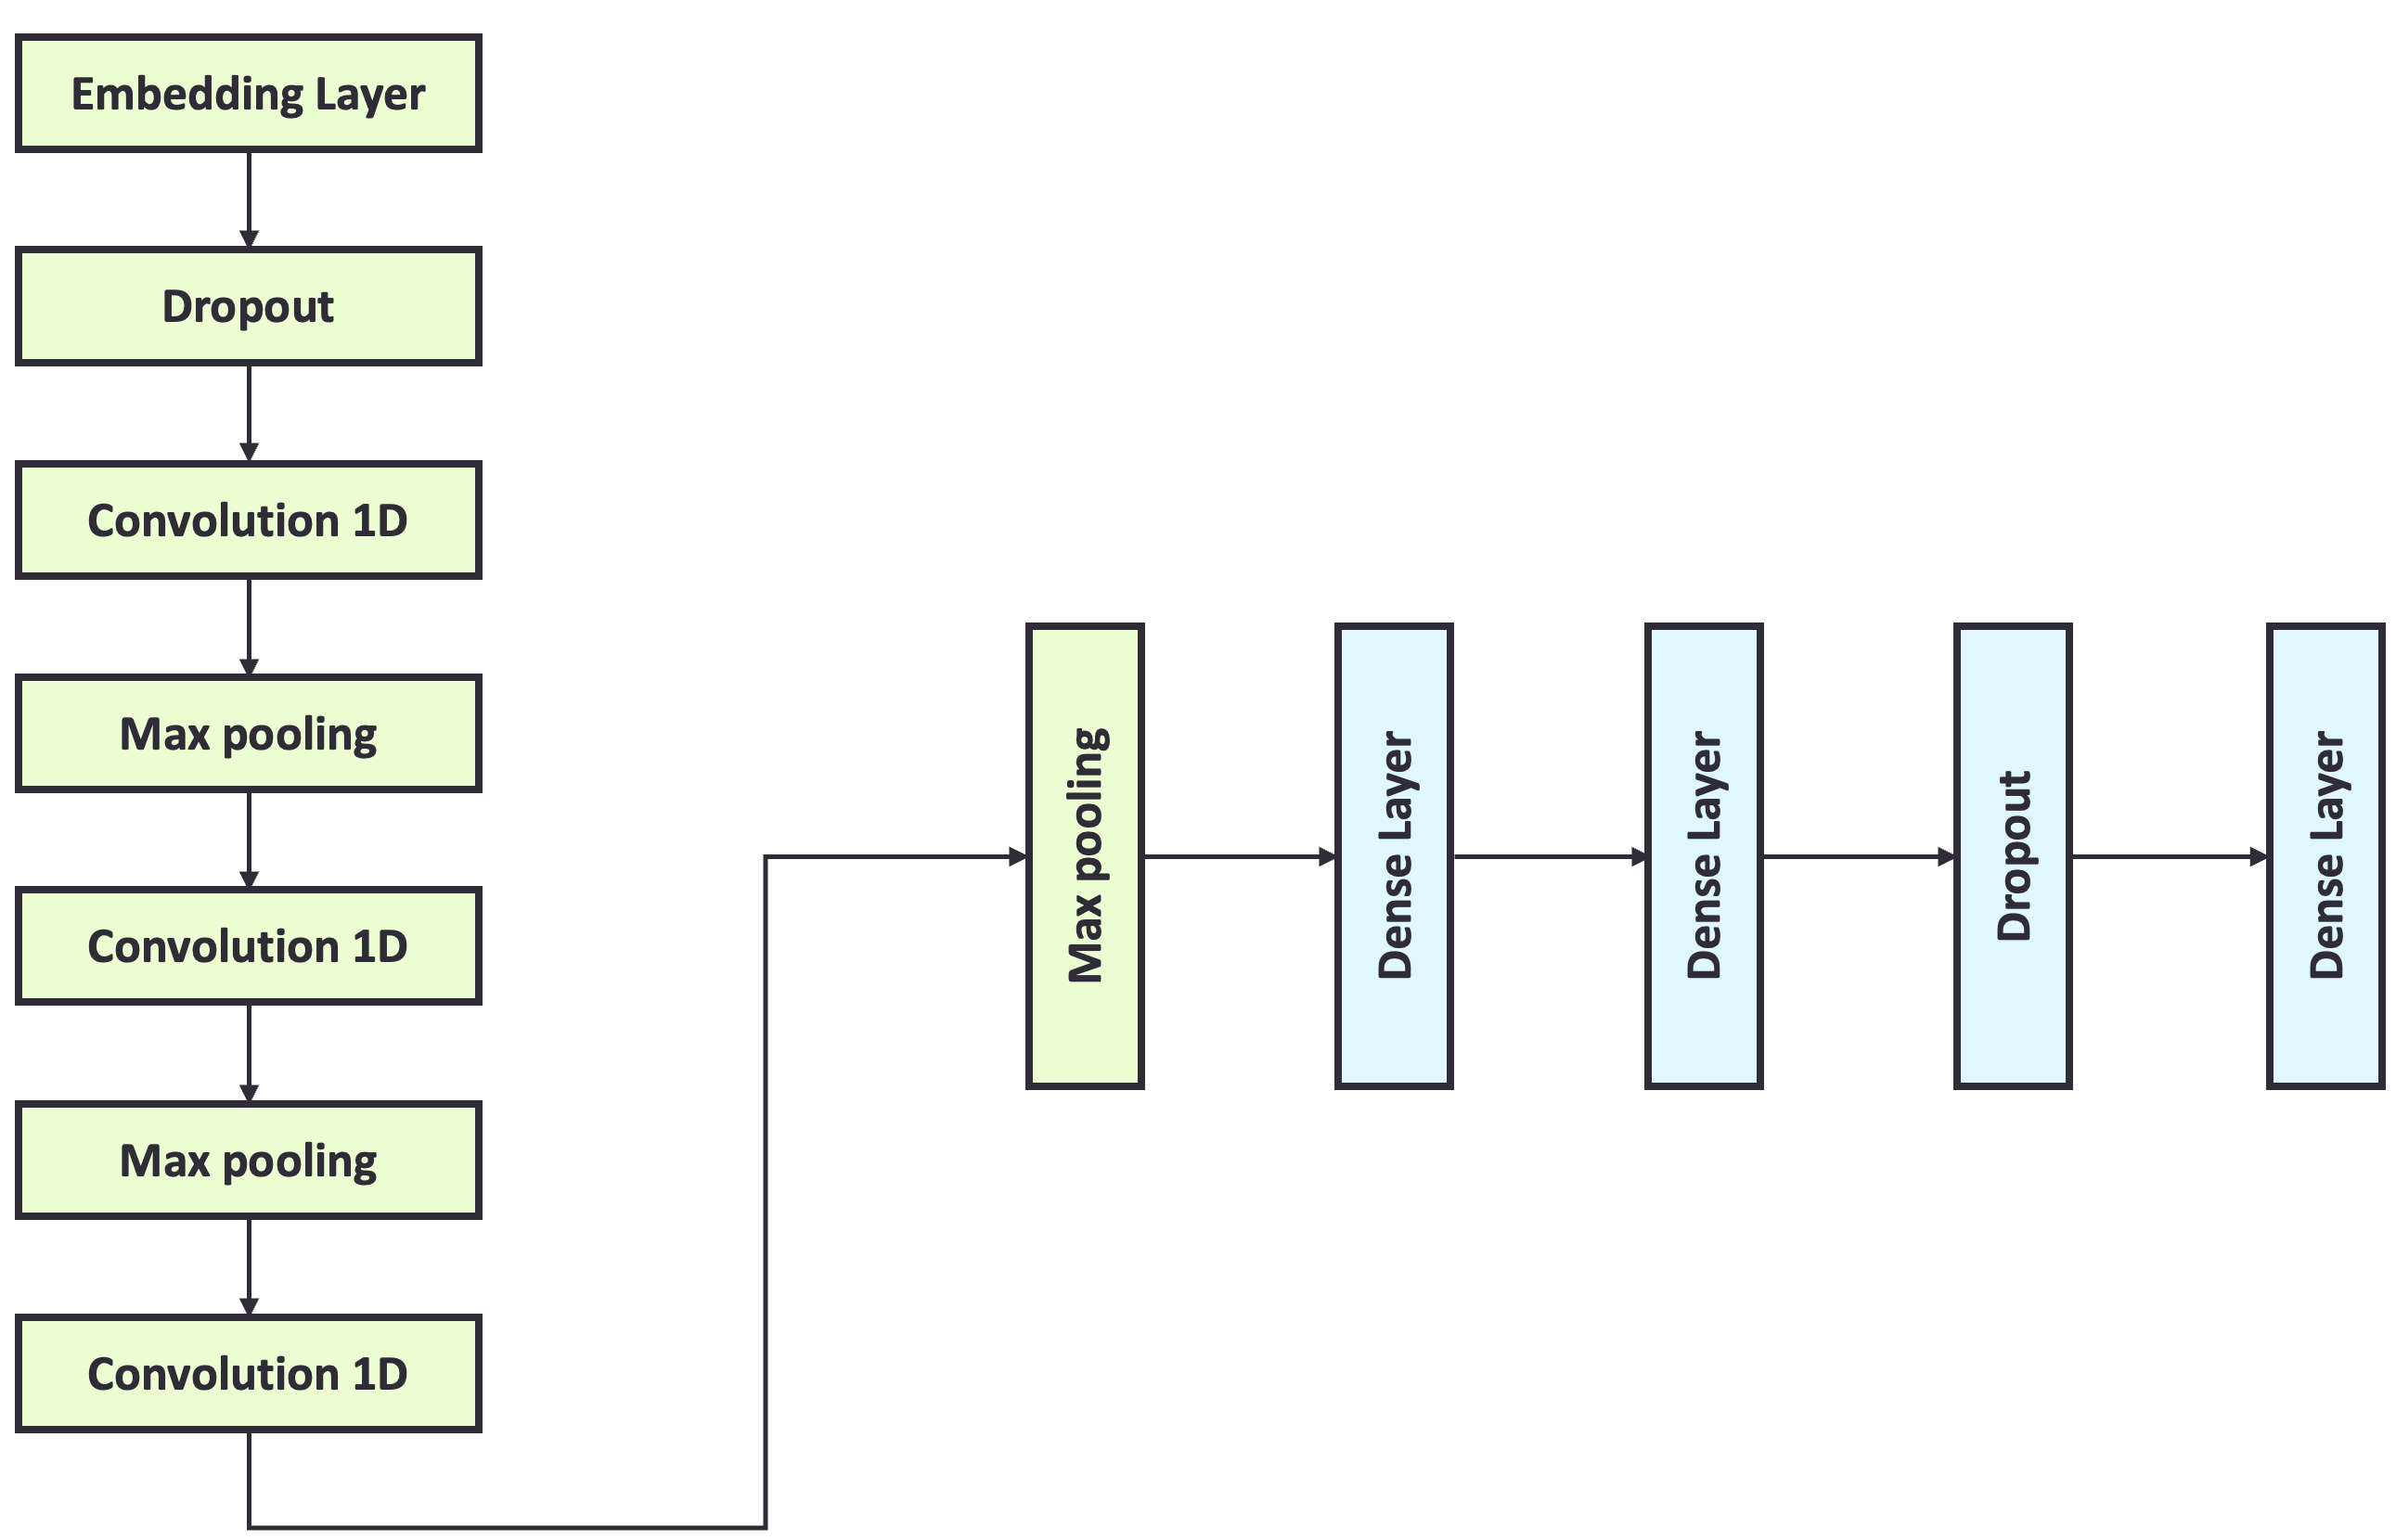 Embedding Layer
Dropout
Convolution 1D
Max pooling
Convolution 1D
Max pooling
Convolution 1D
Max pooling
Dense Layer
Dense Layer
Dropout
Dense Layer